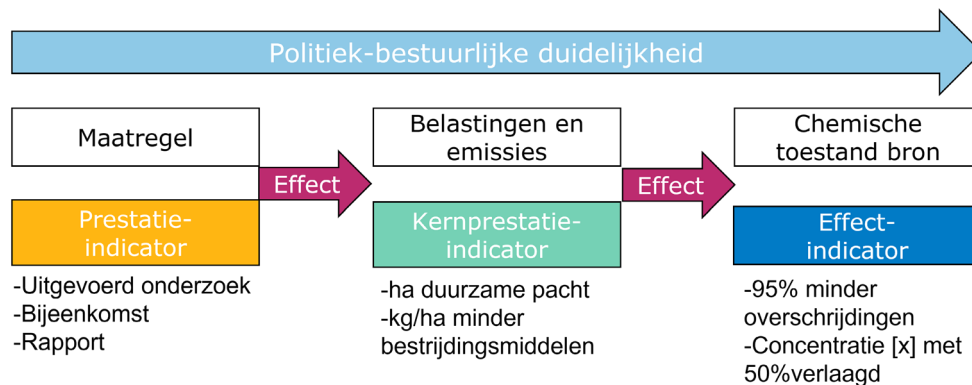 Politiek-bestuurlijke duidelijkheid
Maatregel
Belastingen en
emissies
Chemische
toestand bron
Effect
Effect
Prestatie-
indicator
Kernprestatie-
indicator
Effect-
indicator
-Uitgevoerd onderzoek
-Bijeenkomst
-Rapport
-ha duurzame pacht
-kg/ha minder
bestrijdingsmiddelen
-95% minder
overschrijdingen
-Concentratie [x] met
50%verlaagd